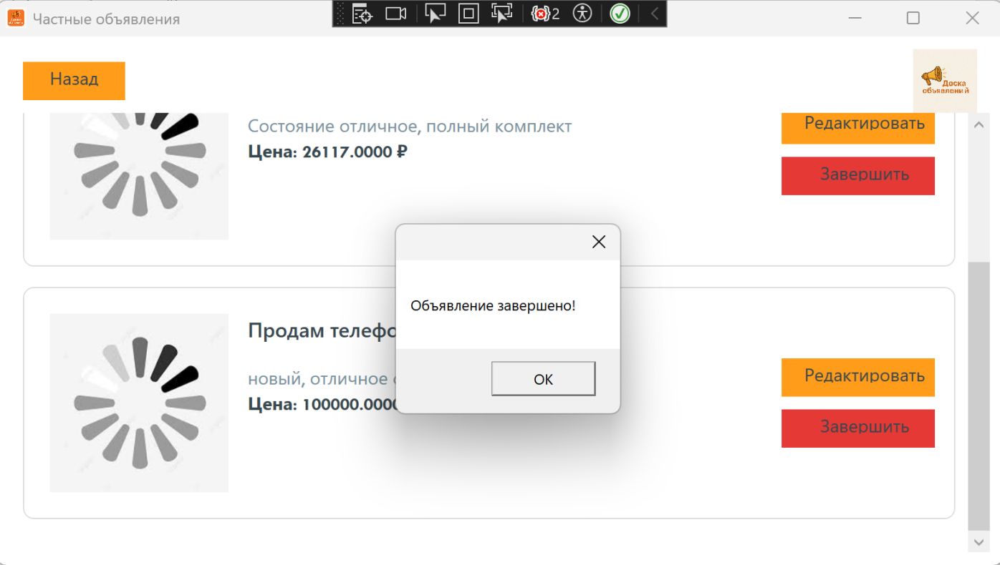 Частные объявления
2
Назад
Доска
объявлений
Состояние отличное, полный комплект
Цена: 26117.0000 ₽
Редактировать
Завершить
Объявление завершено!
OK
Продам телефо
новый, отличное
Цена: 100000.0000
Редактировать
Завершить